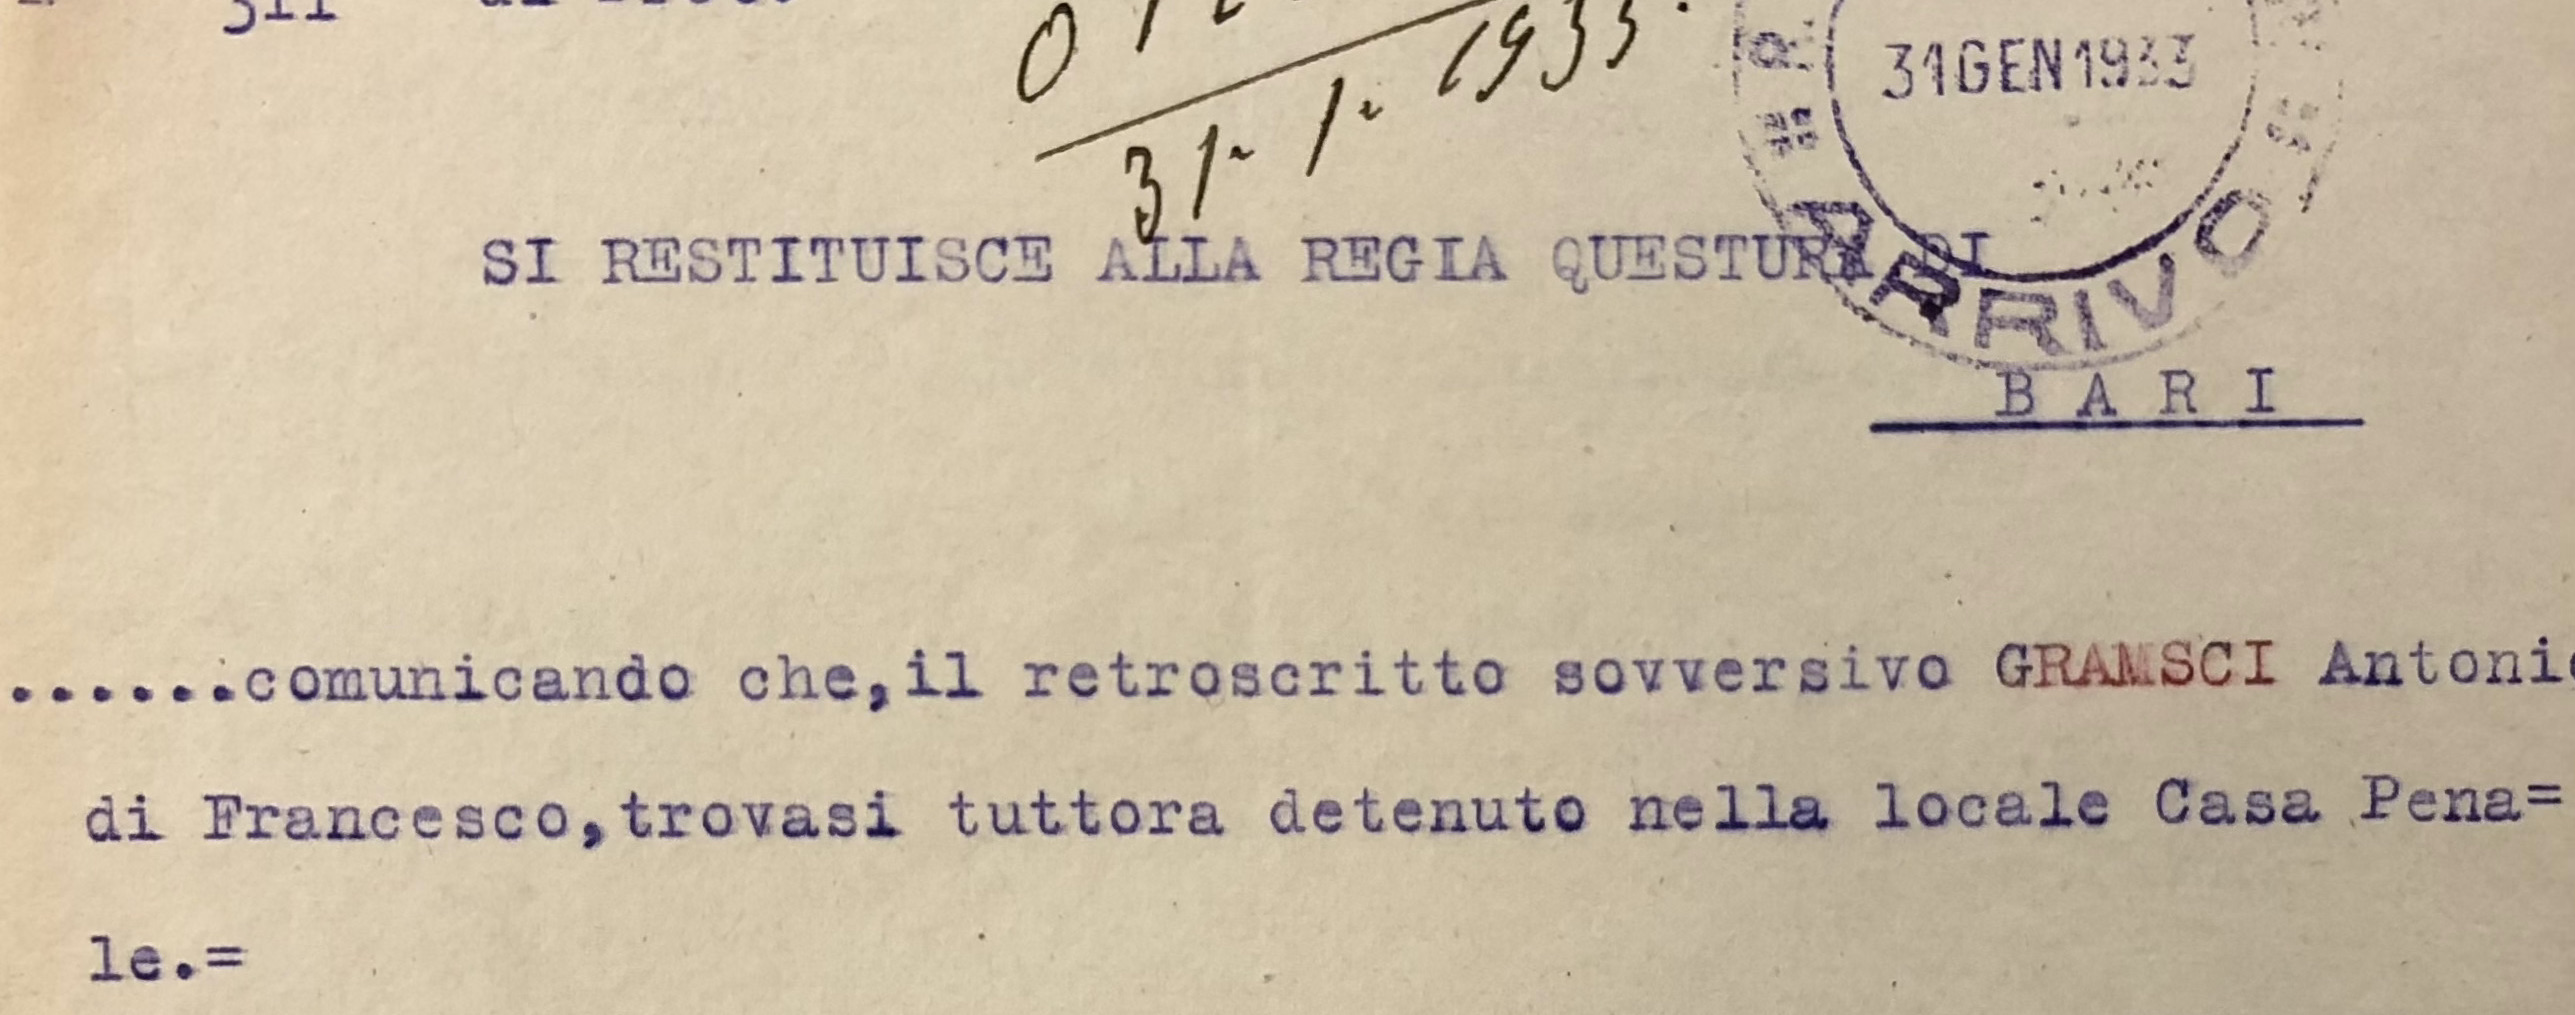 311
31.1.1933.
31GEN1933
ARRIVO
SI RESTITUISCE ALLA REGIA QUESTURA DI
B A R I
......comunicando che,il retroscritto sovversivo GRAMSCI Antonio
di Francesco,trovasi tuttora detenuto nella locale Casa Pena=
le.=